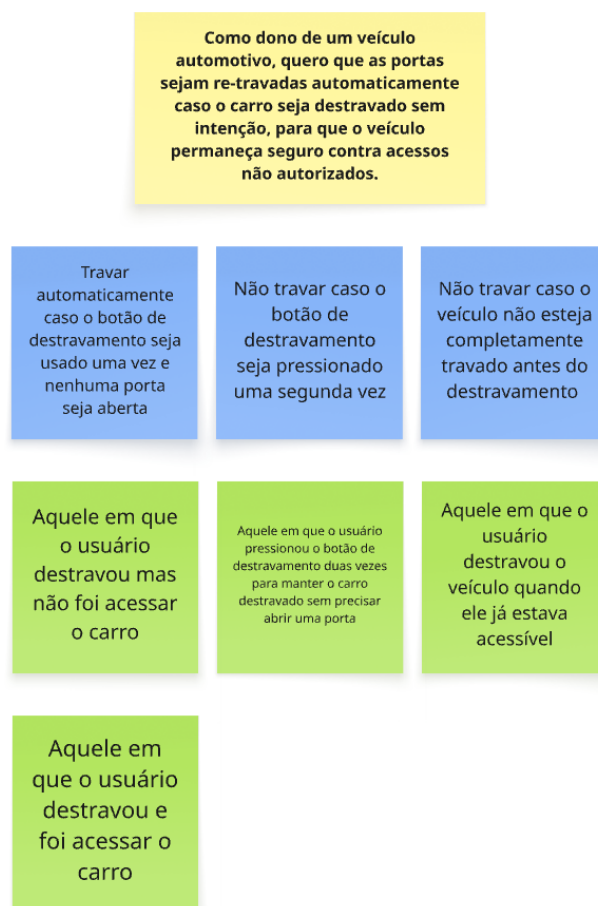 Como dono de um veículo
automotivo, quero que as portas
sejam re-travadas automaticamente
caso o carro seja destravado sem
intenção, para que o veículo
permaneça seguro contra acessos
não autorizados.
Travar
automaticamente
caso o botão de
destravamento seja
usado uma vez e
nenhuma porta
seja aberta
Não travar caso o
botão de
destravamento
seja pressionado
uma segunda vez
Não travar caso o
veículo não esteja
completamente
travado antes do
destravamento
Aquele em que
o usuário
destravou mas
não foi acessar
o carro
Aquele em que o usuário
pressionou o botão de
destravamento duas vezes
para manter o carro
destravado sem precisar
abrir uma porta
Aquele em que o
usuário
destravou o
veículo quando
ele já estava
acessível
Aquele em
que o usuário
destravou e
foi acessar o
carro